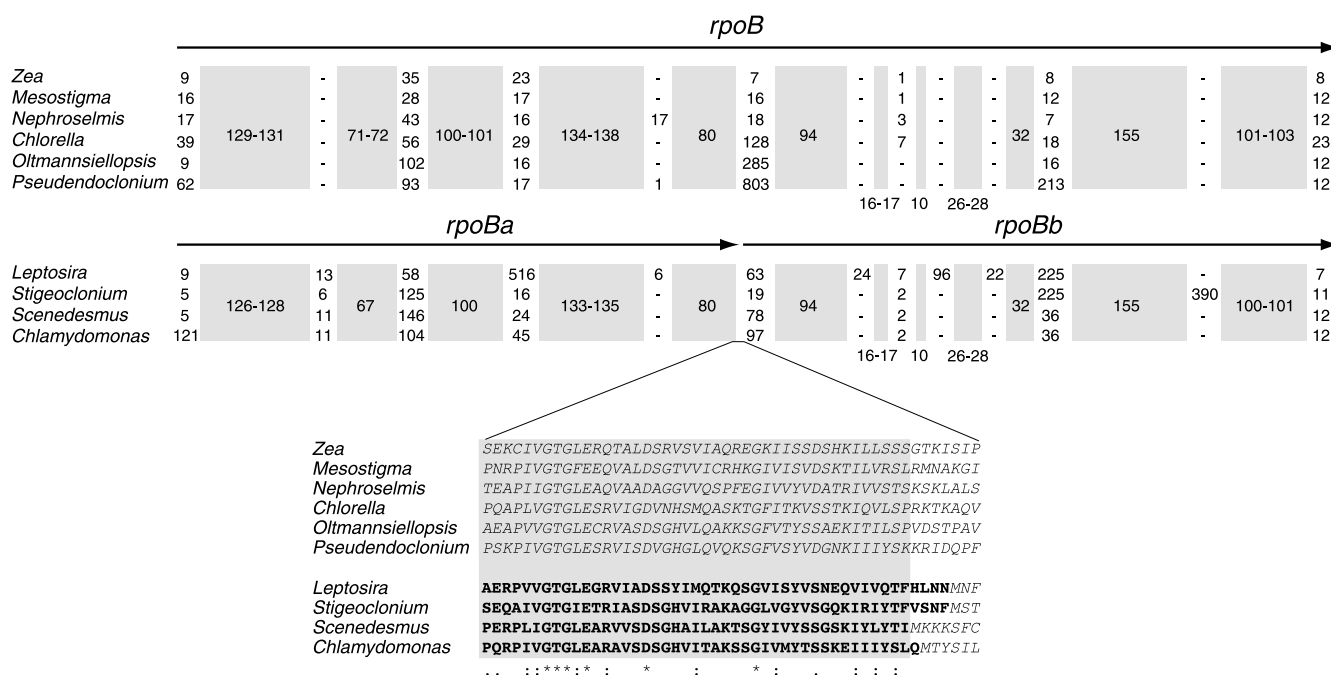 rpoB
Zea 9 - 35 23 - 7 - 1 - 8 - 8
Mesostigma 16 - 28 17 - 16 - 1 - 12 - 12
Nephroselmis 17 - 43 16 17 18 - 3 - 7 - 12
129-131 71-72 100-101 134-138 80 94 32 155 101-103
Chlorella 39 - 56 29 - 128 - 7 - 18 - 23
Oltmannsiellopsis 9 - 102 16 - 285 - - - 16 - 12
Pseudendoclonium 62 - 93 17 1 803 - - - 213 - 12
16-17 10 26-28
rpoBa rpoBb
Leptosira 9 13 58 516 6 63 24 7 96 22 225 - 7
Stigeoclonium 5 6 125 16 - 19 - 2 - - 225 390 11
126-128 67 100 133-135 80 94 32 155 100-101
Scenedesmus 5 11 146 24 - 78 - 2 - - 36 - 12
Chlamydomonas 121 11 104 45 - 97 - 2 - - 36 - 12
16-17 10 26-28
Zea SEKCIVGTGLERQTALDSRVSVIAQREGKIISSDSHKILLSSSGTKISIP
Mesostigma PNRPIVGTGFEEQVALDSGTVVICRHKGIVISVDSKTILVRSLRMNAKGI
Nephroselmis TEAPIIGTGLEAQVAADAGGVVQSPFEGIVVYVDATRIVVSTSKSKLALS
Chlorella PQAPLVGTGLESRVIGDVNHSMQASKTGFITKVSSTKIQVLSPRKTKAQV
Oltmannsiellopsis AEAPVVGTGLECRVASDSGHVLQAKKSGFVTYSSAEKITILSPVDSTPAV
Pseudendoclonium PSKPIVGTGLESRVISDVGHGLQVQKSGFVSYVDGNKIIIYSKKRIDQPF
Leptosira AERPVVGTGLEGRVIADSSYIMQTKQSGVISYVSNEQVIVQTFHLNNMNF
Stigeoclonium SEQAIVGTGIETRIASDSGHVIRAKAGGLVGYVSGQKIRIYTFVSNFMST
Scenedesmus PERPLIGTGLEARVVSDSGHAILAKTSGYIVYSSGSKIYLYTIMKKKSFC
Chlamydomonas PQRPIVGTGLEARAVSDSGHVITAKSSGIVMYTSSKEIIIYSLQMTYSIL
.. ::***:* : * : * : . : : :